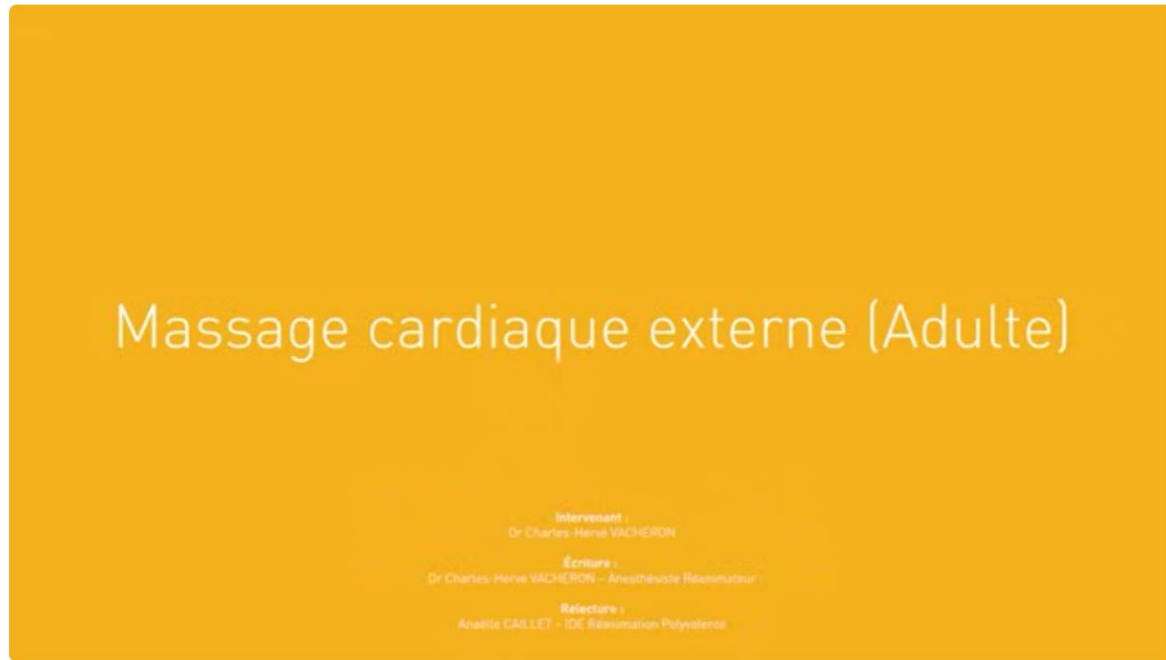 Massage cardiaque externe (Adulte)
Intervenant :
Dr Charles-Hervé VACHERON
Écriture :
Dr Charles-Hervé VACHERON – Anesthésiste Réanimateur
Relecture :
Anaëlle CAILLET – IDE Réanimation Polyvalente